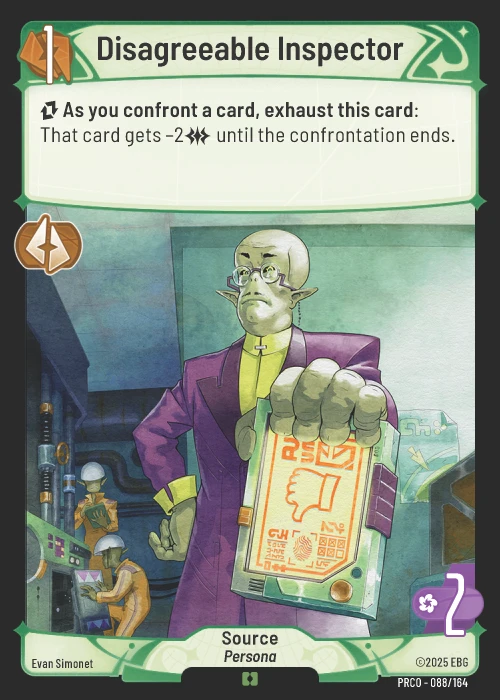 1
Disagreeable Inspector
As you confront a card, exhaust this card:
That card gets –2 until the confrontation ends.
2
Source
Persona
Evan Simonet
©2025 EBG
PRCO - 088/164